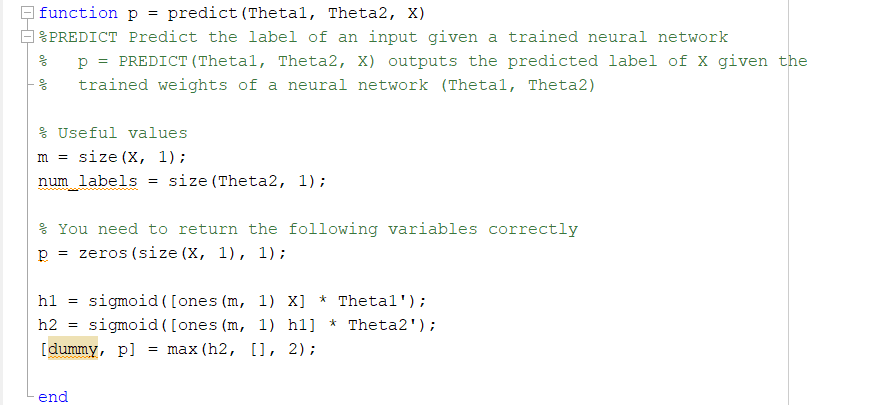 function p = predict(Theta1, Theta2, X)
%PREDICT Predict the label of an input given a trained neural network
%   p = PREDICT(Theta1, Theta2, X) outputs the predicted label of X given the
%   trained weights of a neural network (Theta1, Theta2)
% Useful values
m = size(X, 1);
num_labels = size(Theta2, 1);
% You need to return the following variables correctly
p = zeros(size(X, 1), 1);
h1 = sigmoid([ones(m, 1) X] * Theta1');
h2 = sigmoid([ones(m, 1) h1] * Theta2');
[dummy, p] = max(h2, [], 2);
end